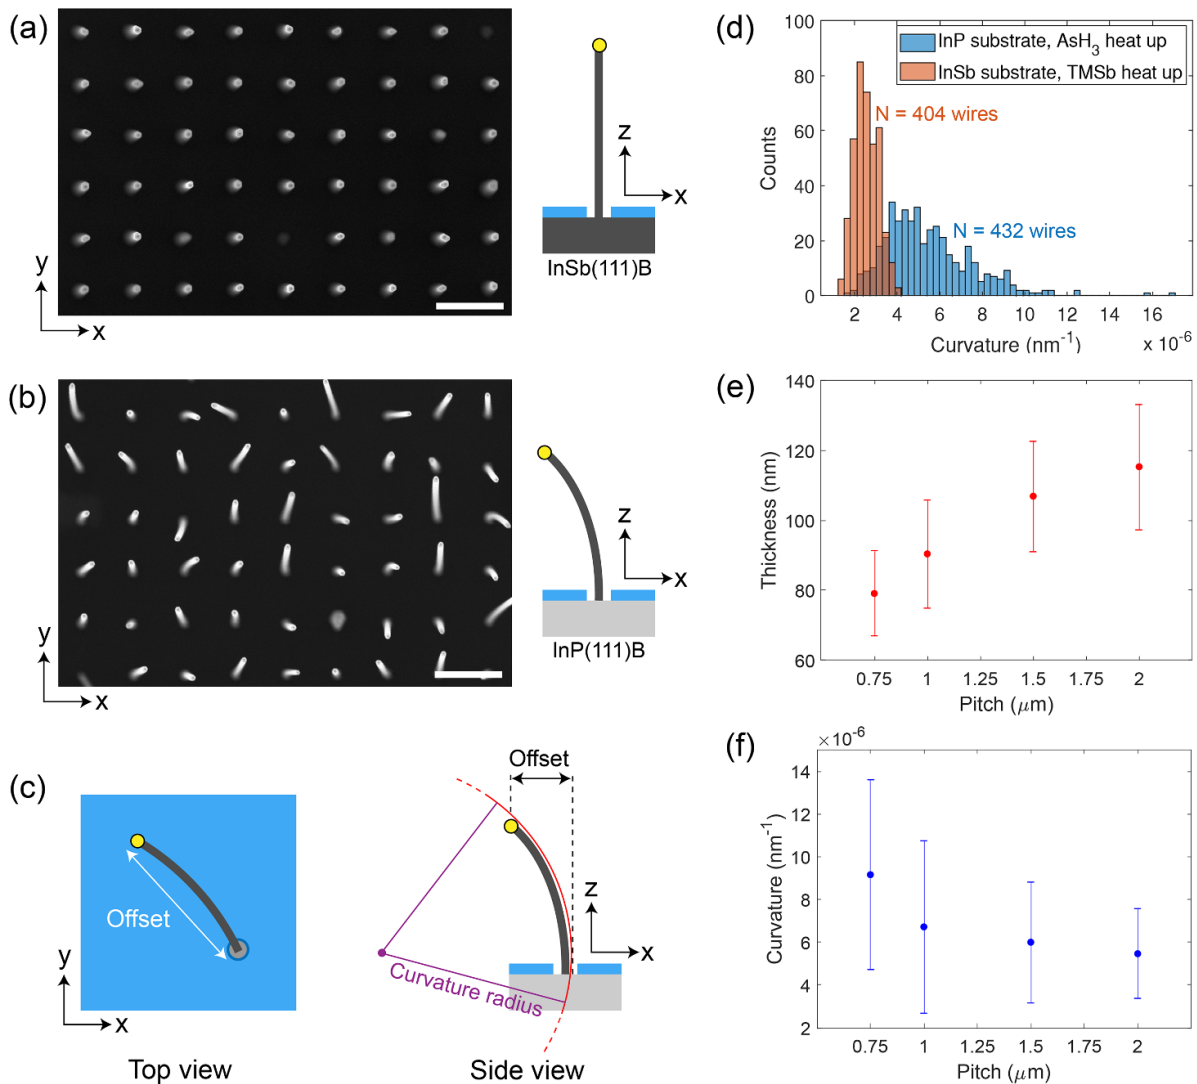 (a)
z
x
InSb(111)B
y
x
(b)
z
x
InP(111)B
y
x
(c)
Offset
y
x
Top view
Offset
z
x
Curvature radius
Side view
(d)
100
80
60
40
20
0
Counts
InP substrate, AsH3 heat up
InSb substrate, TMSb heat up
N = 404 wires
N = 432 wires
2 4 6 8 10 12 14 16
Curvature (nm-1)
x 10-6
(e)
140
120
100
80
60
Thickness (nm)
0.75 1 1.25 1.5 1.75 2
Pitch (μm)
(f)
×10-6
14
12
10
8
6
4
2
Curvature (nm-1)
0.75 1 1.25 1.5 1.75 2
Pitch (μm)